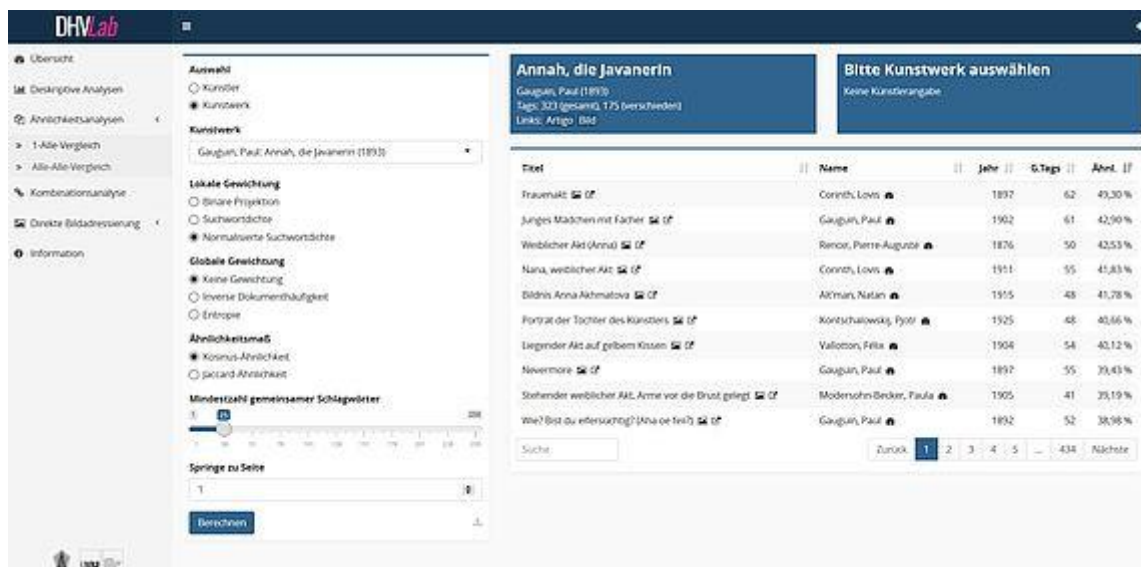 DHVLab
Übersicht
Deskriptive Analysen
Ähnlichkeitsanalysen
1-Alle-Vergleich
Alle-Alle-Vergleich
Kombinationsanalyse
Direkte Bildadressierung
Information
Auswahl
Künstler
Kunstwerk
Kunstwerk
Gauguin, Paul: Annah, die Javanerin (1893)
Lokale Gewichtung
Binäre Projektion
Suchwortdichte
Normalisierte Suchwortdichte
Globale Gewichtung
Keine Gewichtung
Inverse Dokumenthäufigkeit
Entropie
Ähnlichkeitsmaß
Kosinus-Ähnlichkeit
Jaccard-Ähnlichkeit
Mindestzahl gemeinsamer Schlagwörter
Springe zu Seite
1
Berechnen
Annah, die Javanerin
Gauguin, Paul (1893)
Tags: 323 (gesamt), 175 (verschieden)
Links: Artigo Bild
Bitte Kunstwerk auswählen
Keine Künstlerangabe
Titel Name Jahr G.Tags Ähnl.
Frauenakt Corinth, Lovis 1897 62 49,30 %
Junges Mädchen mit Fächer Gauguin, Paul 1902 61 42,90 %
Weiblicher Akt (Anna) Renoir, Pierre-Auguste 1876 50 42,53 %
Nana, weiblicher Akt Corinth, Lovis 1911 55 41,83 %
Bildnis Anna Akhmatova Alt'man, Natan 1915 48 41,78 %
Porträt der Tochter des Künstlers Kontschalowskij, Pjotr 1925 48 40,66 %
Liegender Akt auf gelbem Kissen Vallotton, Félix 1904 54 40,12 %
Nevermore Gauguin, Paul 1897 55 39,43 %
Stehender weiblicher Akt, Arme vor die Brust gelegt Modersohn-Becker, Paula 1905 41 39,19 %
Wie? Bist du eifersüchtig? (Aha oe feii?) Gauguin, Paul 1892 52 38,98 %
Suche Zurück 1 2 3 4 5 ... 434 Nächste